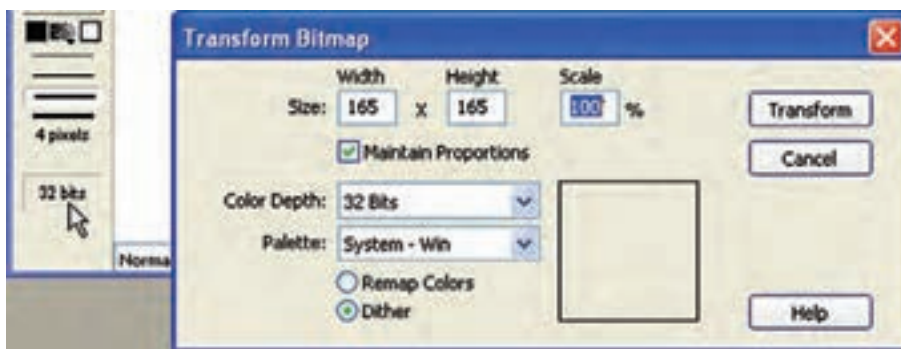 Transform Bitmap
Width Height Scale
Size: 165 x 165 100 %
Maintain Proportions
Transform
Cancel
4 pixels
32 bits
Color Depth: 32 Bits
Palette: System - Win
Remap Colors
Dither
Help
Norma